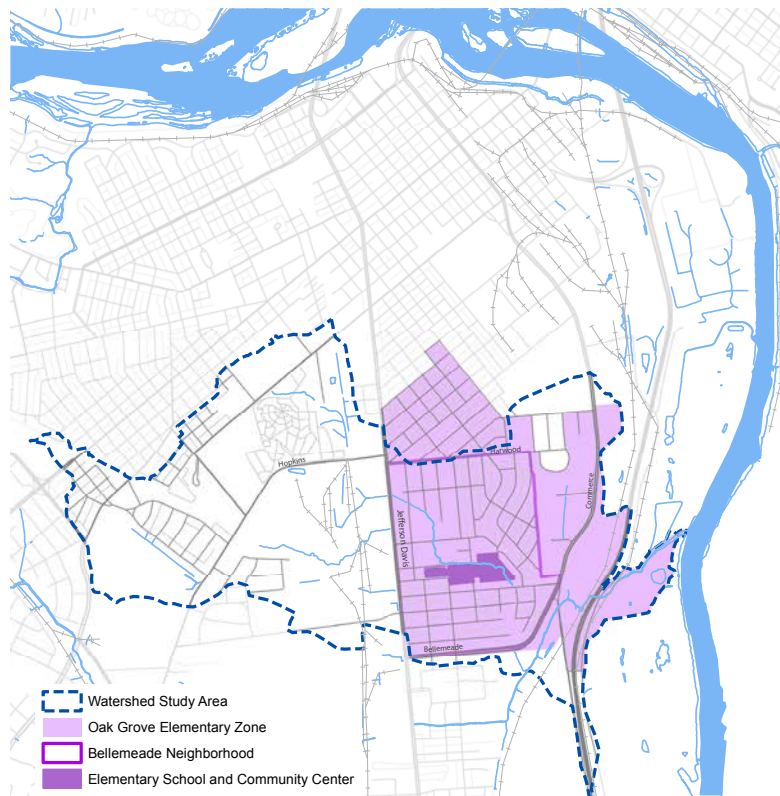 Hopkins
Harwood
Commerce
Jefferson Davis
Bellemeade
Watershed Study Area
Oak Grove Elementary Zone
Bellemeade Neighborhood
Elementary School and Community Center